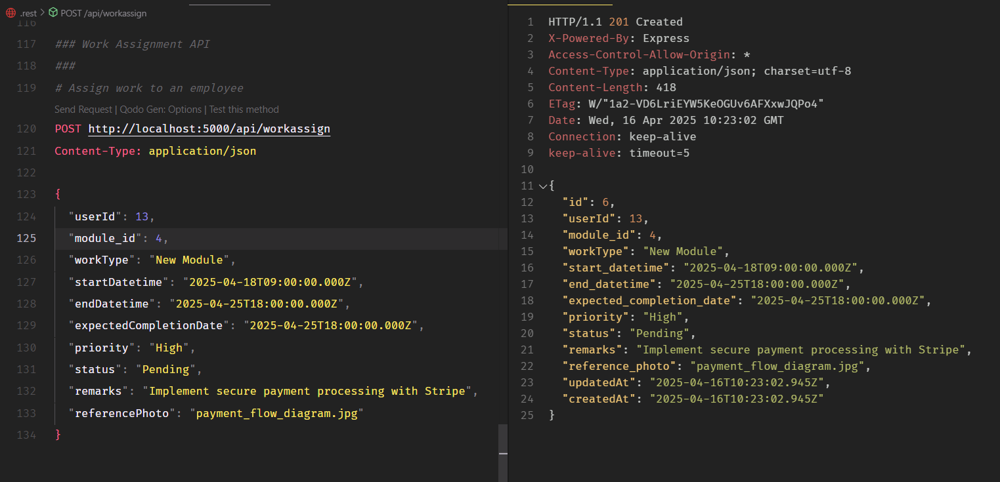 .rest > POST /api/workassign
116
117 ### Work Assignment API
118 ###
119 # Assign work to an employee
Send Request | Qodo Gen: Options | Test this method
120 POST http://localhost:5000/api/workassign
121 Content-Type: application/json
122
123 {
124 "userId": 13,
125 "module_id": 4,
126 "workType": "New Module",
127 "startDatetime": "2025-04-18T09:00:00.000Z",
128 "endDatetime": "2025-04-25T18:00:00.000Z",
129 "expectedCompletionDate": "2025-04-25T18:00:00.000Z",
130 "priority": "High",
131 "status": "Pending",
132 "remarks": "Implement secure payment processing with Stripe",
133 "referencePhoto": "payment_flow_diagram.jpg"
134 }
1 HTTP/1.1 201 Created
2 X-Powered-By: Express
3 Access-Control-Allow-Origin: *
4 Content-Type: application/json; charset=utf-8
5 Content-Length: 418
6 ETag: W/"1a2-VD6LriEYW5KeOGUv6AFXxwJQPo4"
7 Date: Wed, 16 Apr 2025 10:23:02 GMT
8 Connection: keep-alive
9 keep-alive: timeout=5
10
11 {
12 "id": 6,
13 "userId": 13,
14 "module_id": 4,
15 "workType": "New Module",
16 "start_datetime": "2025-04-18T09:00:00.000Z",
17 "end_datetime": "2025-04-25T18:00:00.000Z",
18 "expected_completion_date": "2025-04-25T18:00:00.000Z",
19 "priority": "High",
20 "status": "Pending",
21 "remarks": "Implement secure payment processing with Stripe",
22 "reference_photo": "payment_flow_diagram.jpg",
23 "updatedAt": "2025-04-16T10:23:02.945Z",
24 "createdAt": "2025-04-16T10:23:02.945Z"
25 }